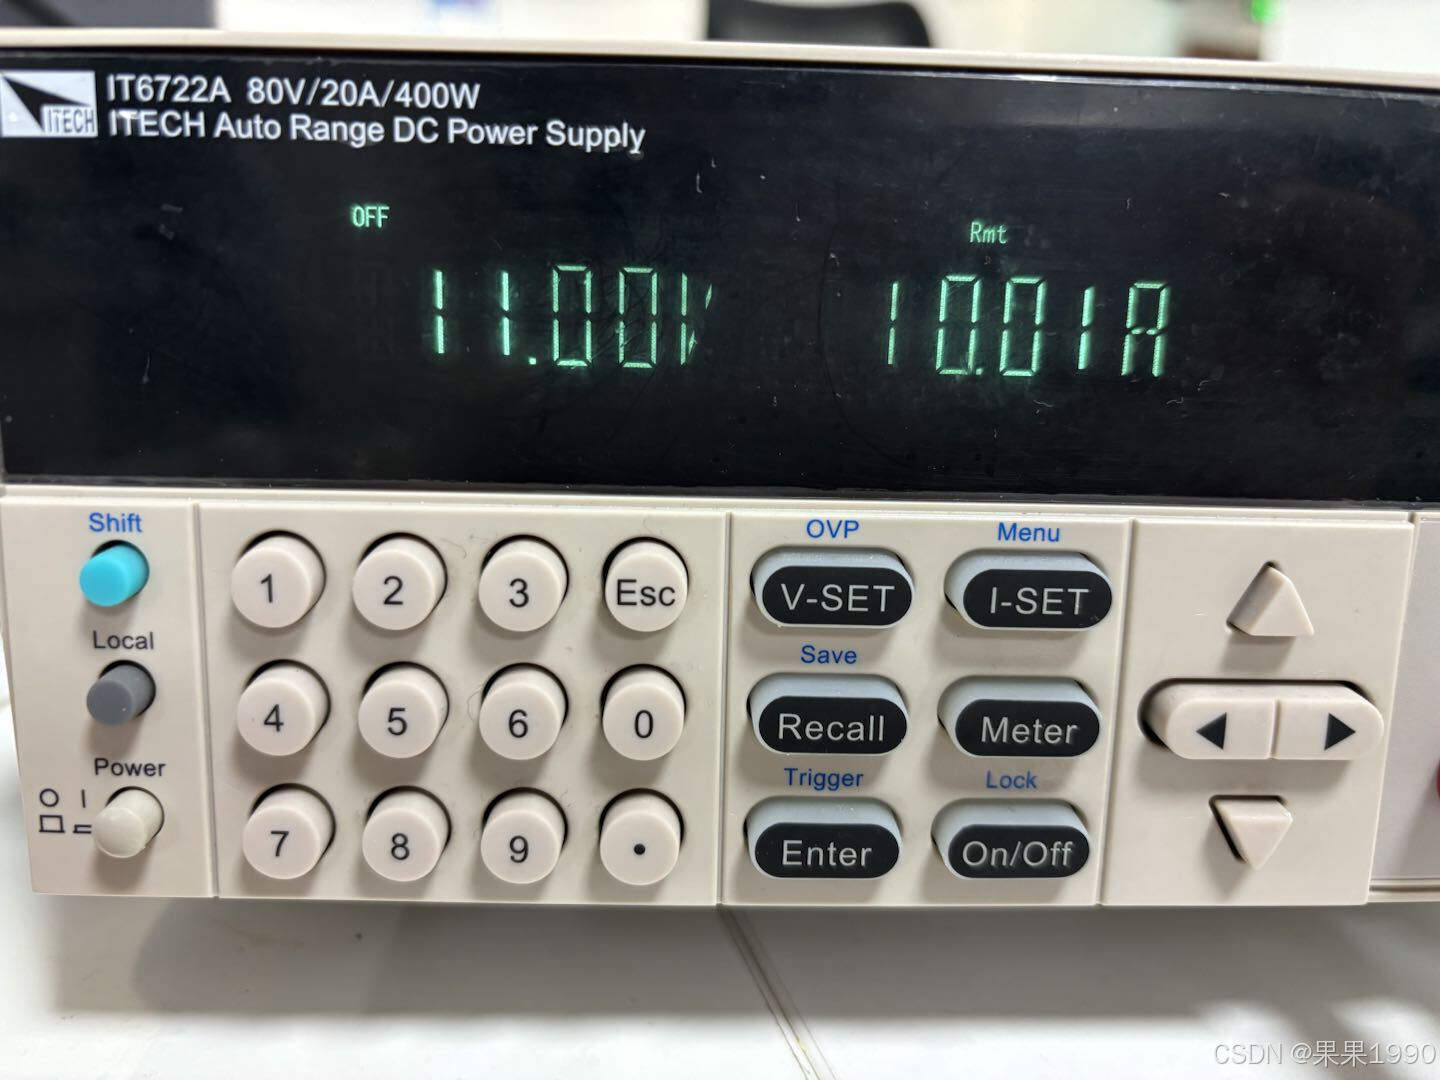 ITECH
IT6722A 80V/20A/400W
ITECH Auto Range DC Power Supply
OFF
Rmt
11.00V 10.01A
Shift
Local
Power
1 2 3 Esc
4 5 6 0
7 8 9 .
OVP Menu
V-SET I-SET
Save
Recall Meter
Trigger Lock
Enter On/Off
CSDN @果果1990